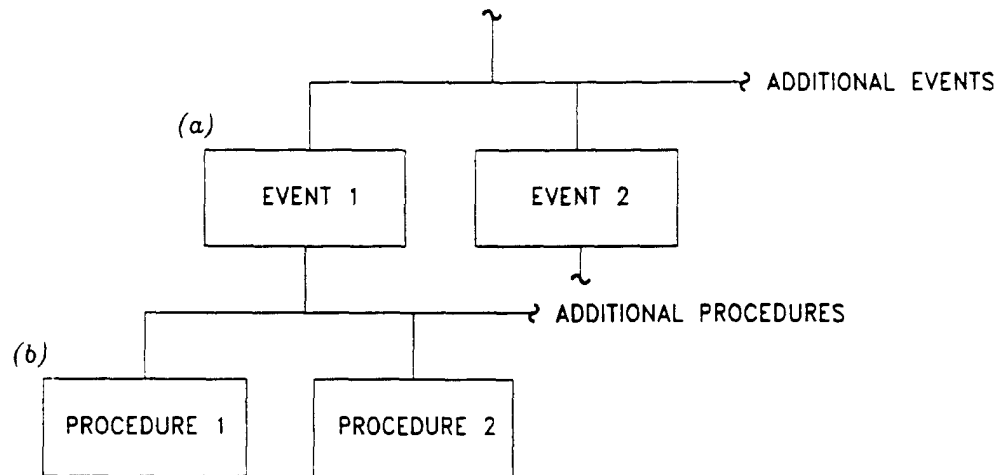 ADDITIONAL EVENTS
(a)
EVENT 1
EVENT 2
ADDITIONAL PROCEDURES
(b)
PROCEDURE 1
PROCEDURE 2